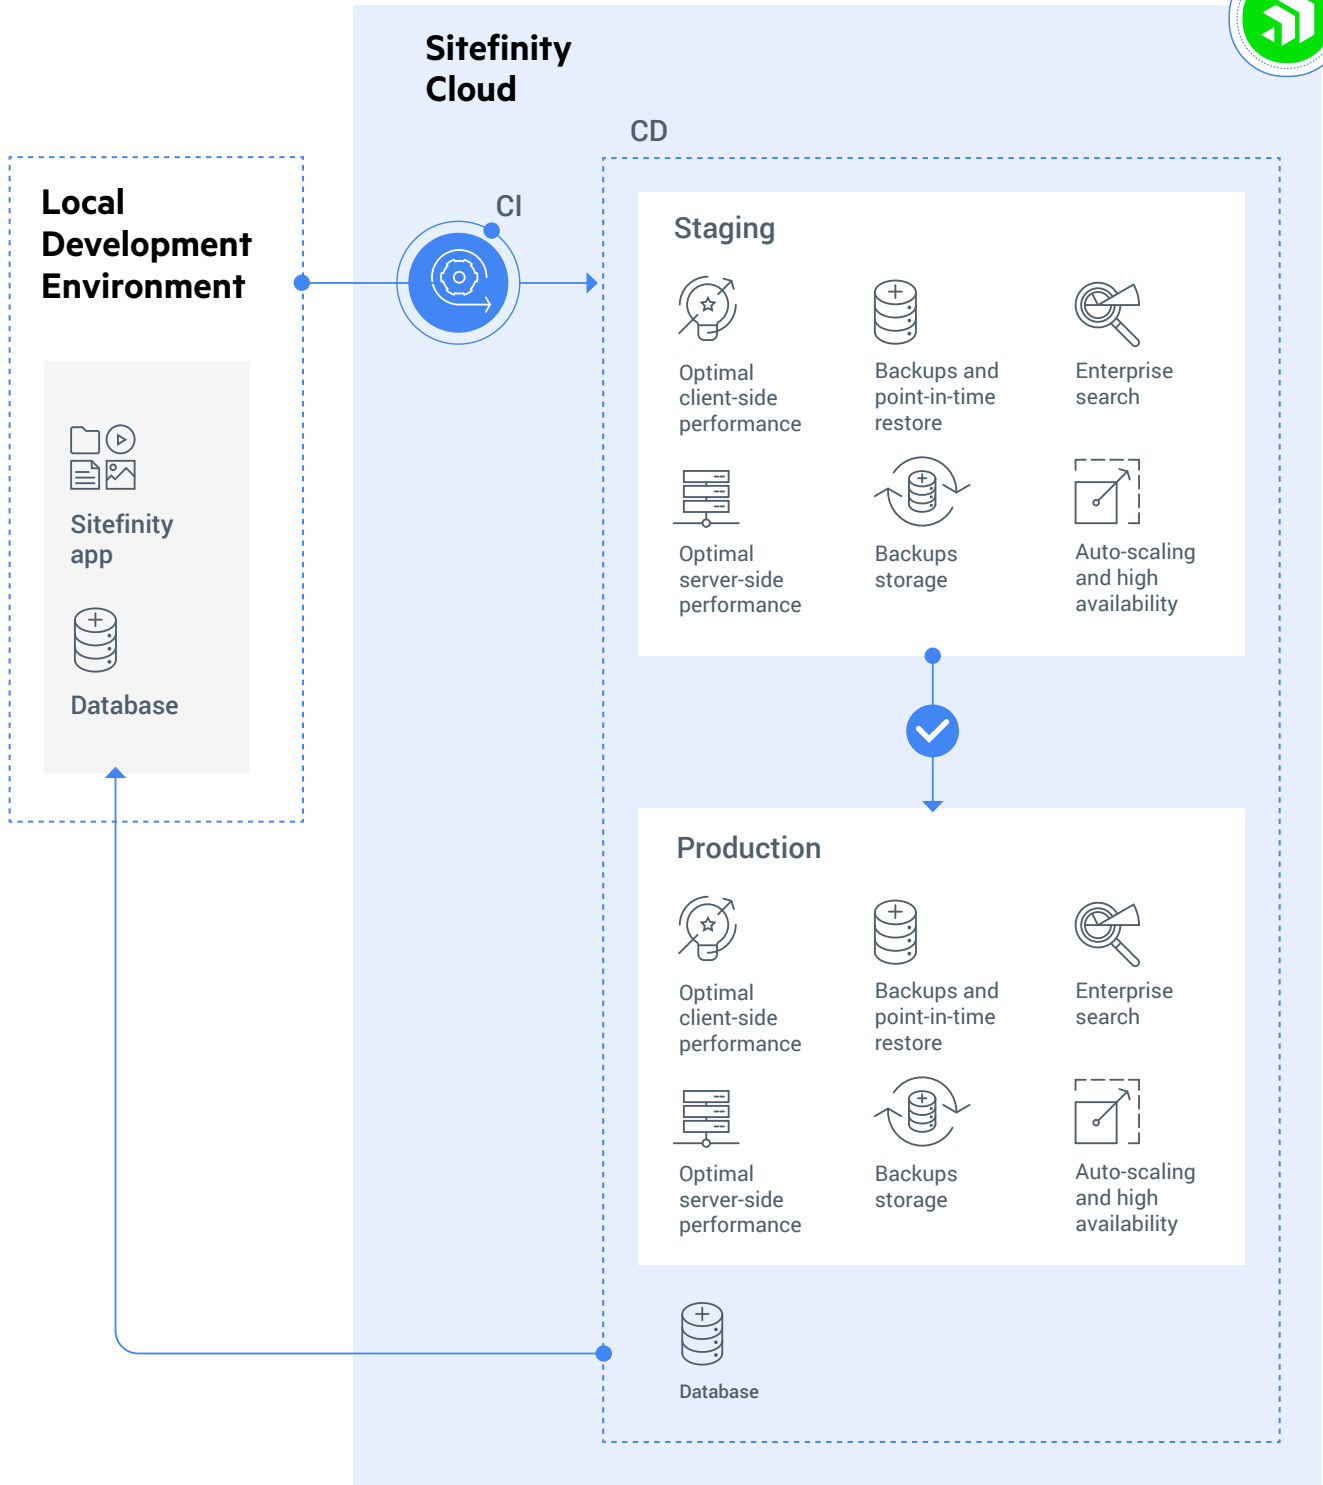 Sitefinity
Cloud
CD
CI
Local
Development
Environment
Sitefinity
app
Database
Staging
Optimal
client-side
performance
Backups and
point-in-time
restore
Enterprise
search
Optimal
server-side
performance
Backups
storage
Auto-scaling
and high
availability
Production
Optimal
client-side
performance
Backups and
point-in-time
restore
Enterprise
search
Optimal
server-side
performance
Backups
storage
Auto-scaling
and high
availability
Database